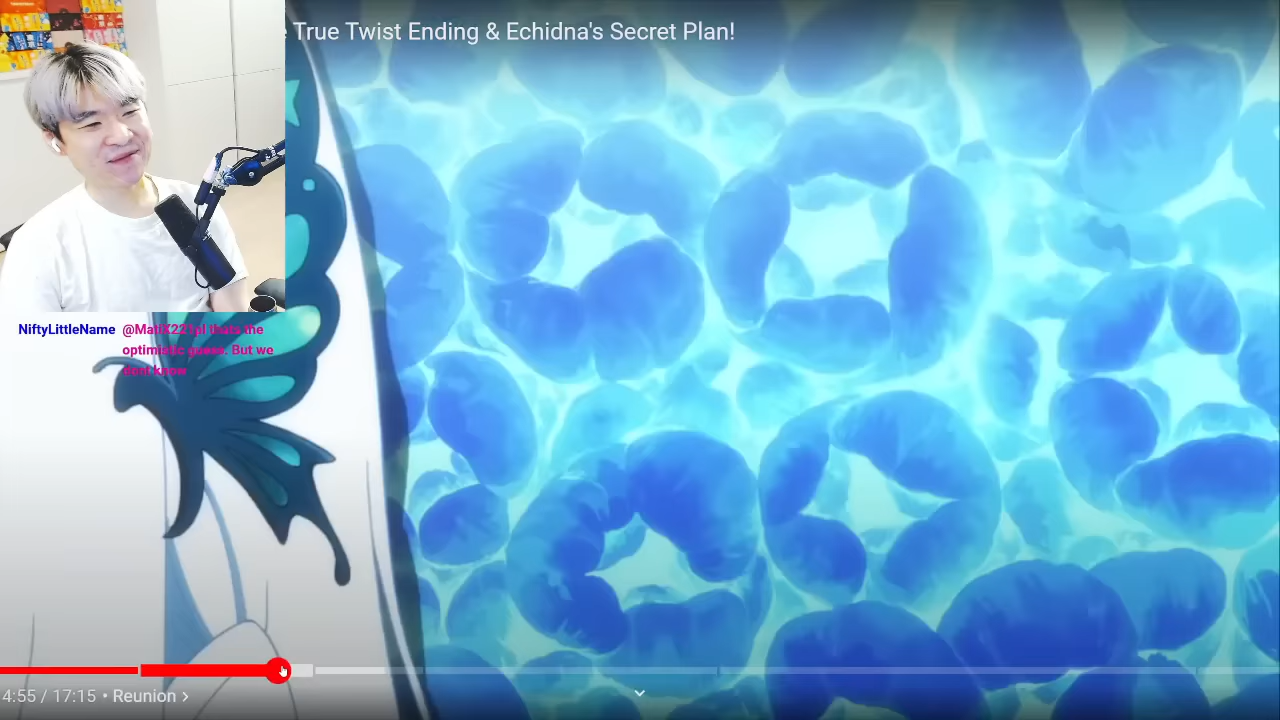 True Twist Ending & Echidna's Secret Plan!
NiftyLittleName @MatiX221pl thats the
optimistic guess. But we
dont know
4:55 / 17:15 • Reunion >